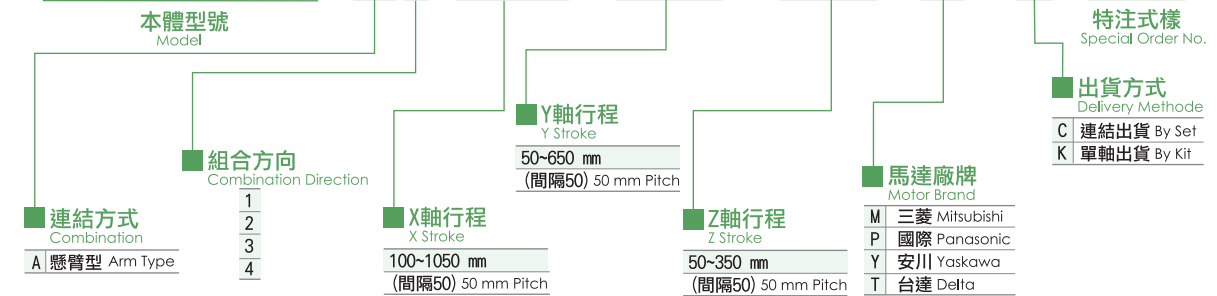 本體型號
Model
特注式樣
Special Order No.
出貨方式
Delivery Methode
C 連結出貨 By Set
K 單軸出貨 By Kit
Y軸行程
Y Stroke
50~650 mm
(間隔50) 50 mm Pitch
組合方向
Combination Direction
1
2
3
4
馬達廠牌
Motor Brand
M 三菱 Mitsubishi
P 國際 Panasonic
Y 安川 Yaskawa
T 台達 Delta
連結方式
Combination
A 懸臂型 Arm Type
X軸行程
X Stroke
100~1050 mm
(間隔50) 50 mm Pitch
Z軸行程
Z Stroke
50~350 mm
(間隔50) 50 mm Pitch